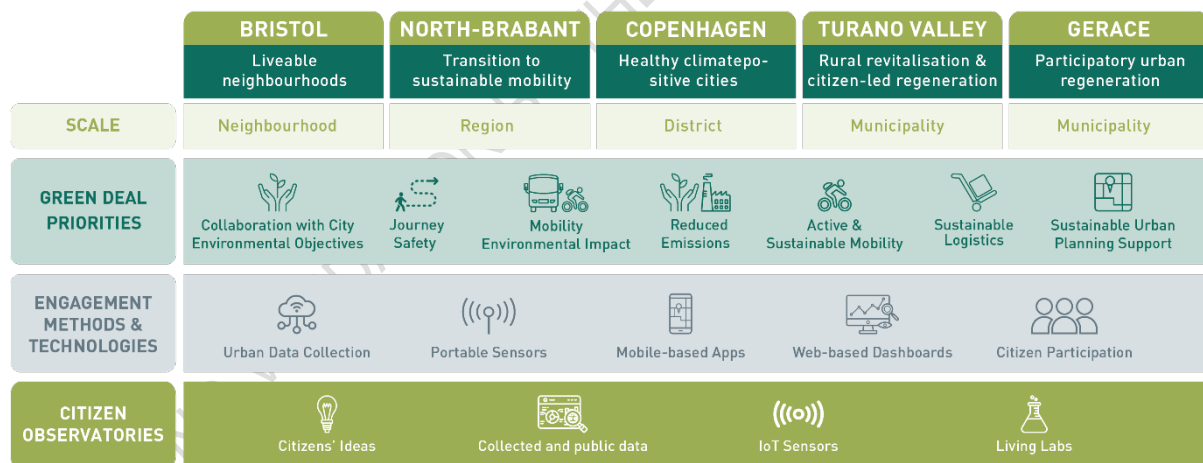 BRISTOL
Liveable
neighbourhoods
NORTH-BRABANT
Transition to
sustainable mobility
COPENHAGEN
Healthy climatepo-
sitive cities
TURANO VALLEY
Rural revitalisation &
citizen-led regeneration
GERACE
Participatory urban
regeneration
SCALE
Neighbourhood
Region
District
Municipality
Municipality
GREEN DEAL
PRIORITIES
Collaboration with City
Environmental Objectives
Journey
Safety
Mobility
Environmental Impact
Reduced
Emissions
Active &
Sustainable Mobility
Sustainable
Logistics
Sustainable Urban
Planning Support
ENGAGEMENT
METHODS &
TECHNOLOGIES
Urban Data Collection
Portable Sensors
Mobile-based Apps
Web-based Dashboards
Citizen Participation
CITIZEN
OBSERVATORIES
Citizens' Ideas
Collected and public data
IoT Sensors
Living Labs